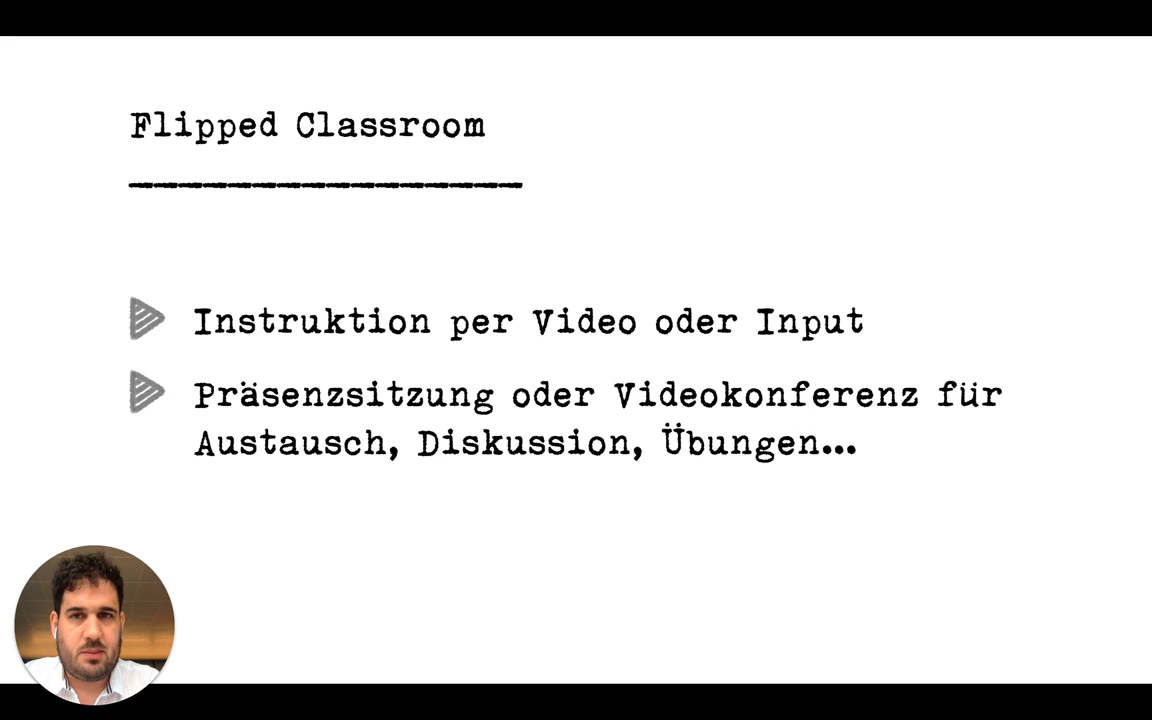 Flipped Classroom
Instruktion per Video oder Input
Präsenzsitzung oder Videokonferenz für
Austausch, Diskussion, Übungen...